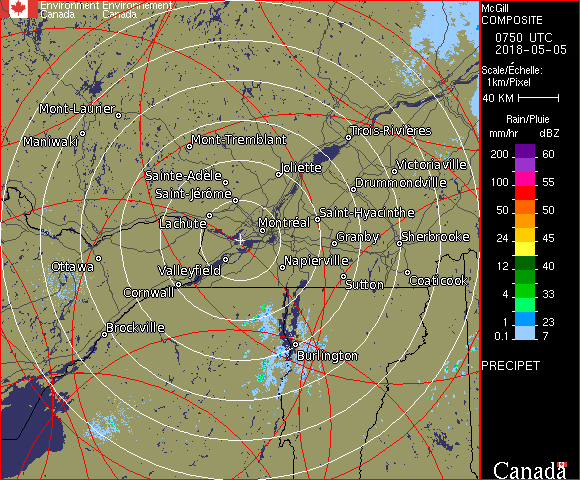 Environment Environnement
Canada Canada
McGill
COMPOSITE
0750 UTC
2018-05-05
Scale/Échelle:
1km/Pixel
40 KM
Rain/Pluie
mm/hr dBZ
200 60
155 55
100 55
50 50
24 45
12 40
4 33
1 23
0.1 7
PRECIPET
Canada
Mont-Laurier
Maniwaki
Mont-Tremblant
Trois-Rivières
Joliette
Victoriaville
Sainte-Adèle
Drummondville
Saint-Jérôme
Saint-Hyacinthe
Lachute
Montréal
Granby
Sherbrooke
Ottawa
Valleyfield
Napierville
Sutton
Coaticook
Cornwall
Brockville
Burlington